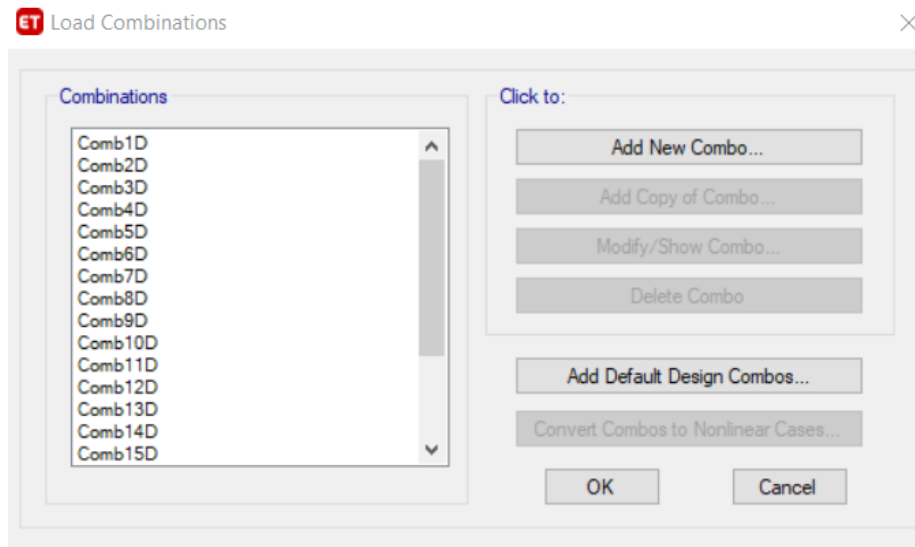 ET Load Combinations
Combinations
Comb1D
Comb2D
Comb3D
Comb4D
Comb5D
Comb6D
Comb7D
Comb8D
Comb9D
Comb10D
Comb11D
Comb12D
Comb13D
Comb14D
Comb15D
Click to:
Add New Combo...
Add Copy of Combo...
Modify/Show Combo...
Delete Combo
Add Default Design Combos...
Convert Combos to Nonlinear Cases...
OK
Cancel